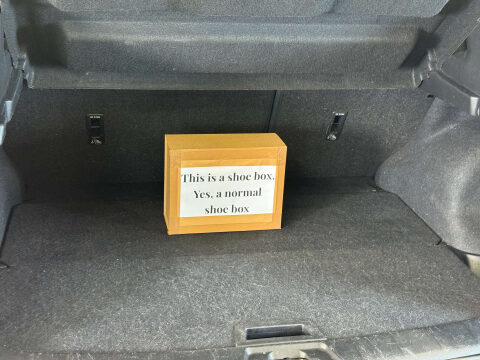 This is a shoe box.
Yes, a normal
shoe box